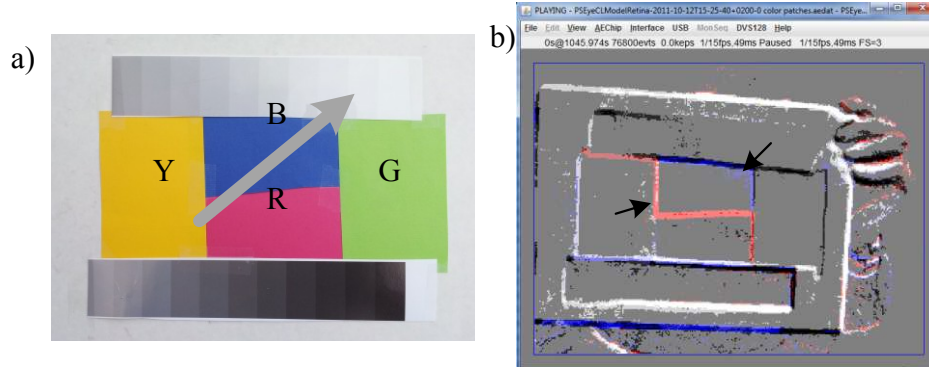 a)
B
Y
G
R
b)
PLAYING - PSEyeCLModelRetina-2011-10-12T15-25-40+0200-0 color patches.aedat - PSEye...
File Edit View AEChip Interface USB MonSeq DVS128 Help
0s@1045.974s 76800evts 0.0keps 1/15fps,49ms Paused 1/15fps,49ms FS=3